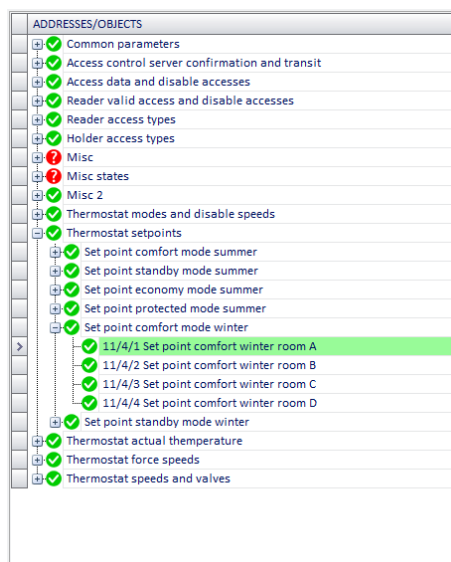 ADDRESSES/OBJECTS
Common parameters
Access control server confirmation and transit
Access data and disable accesses
Reader valid access and disable accesses
Reader access types
Holder access types
Misc
Misc states
Misc 2
Thermostat modes and disable speeds
Thermostat setpoints
Set point comfort mode summer
Set point standby mode summer
Set point economy mode summer
Set point protected mode summer
Set point comfort mode winter
11/4/1 Set point comfort winter room A
11/4/2 Set point comfort winter room B
11/4/3 Set point comfort winter room C
11/4/4 Set point comfort winter room D
Set point standby mode winter
Thermostat actual themperature
Thermostat force speeds
Thermostat speeds and valves